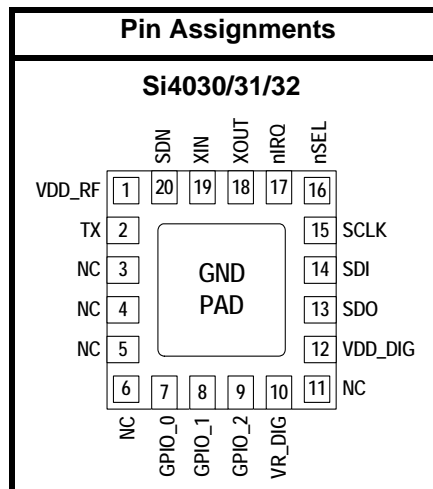 Pin Assignments
Si4030/31/32
SDN XIN XOUT nIRQ nSEL
VDD_RF 1 20 19 18 17 16
TX 2 15 SCLK
NC 3 GND 14 SDI
NC 4 PAD 13 SDO
NC 5 12 VDD_DIG
6 7 8 9 10 11 NC
NC GPIO_0 GPIO_1 GPIO_2 VR_DIG